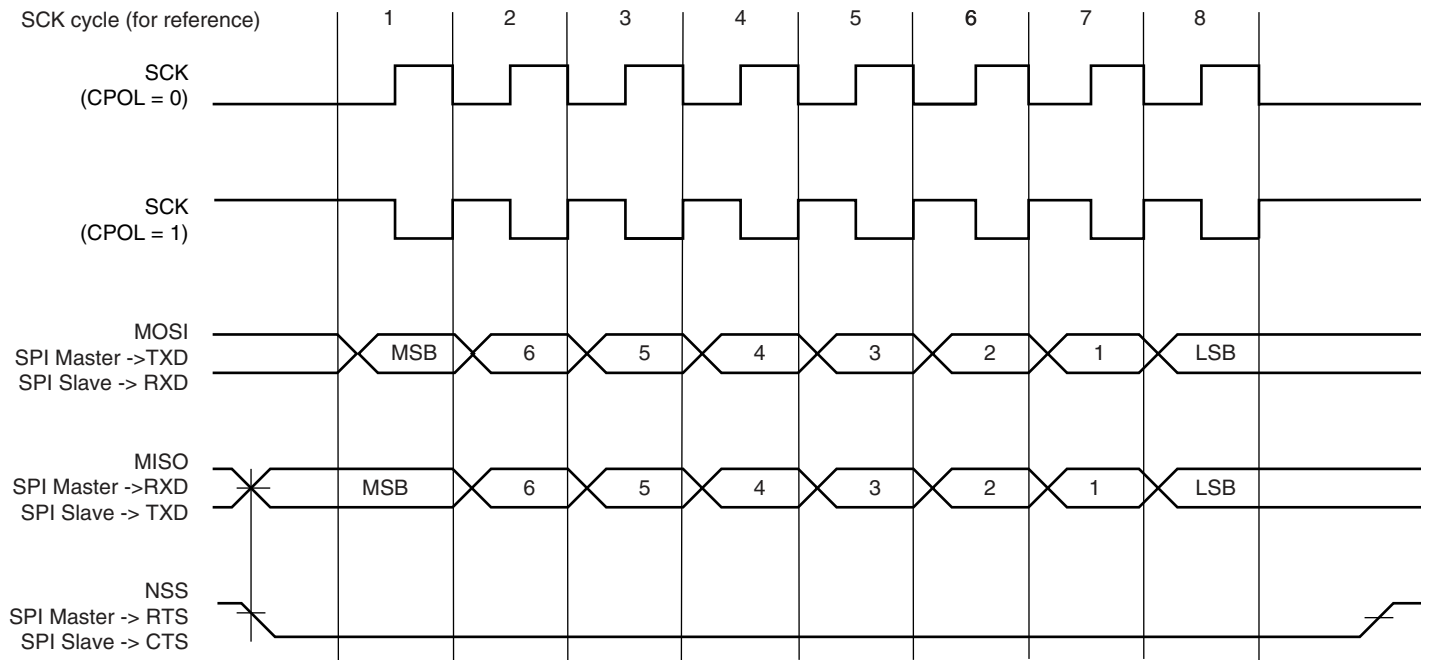 SCK cycle (for reference) 1 2 3 4 5 6 7 8
SCK
(CPOL = 0)
SCK
(CPOL = 1)
MOSI
SPI Master ->TXD
SPI Slave -> RXD
MSB 6 5 4 3 2 1 LSB
MISO
SPI Master ->RXD
SPI Slave -> TXD
MSB 6 5 4 3 2 1 LSB
NSS
SPI Master -> RTS
SPI Slave -> CTS